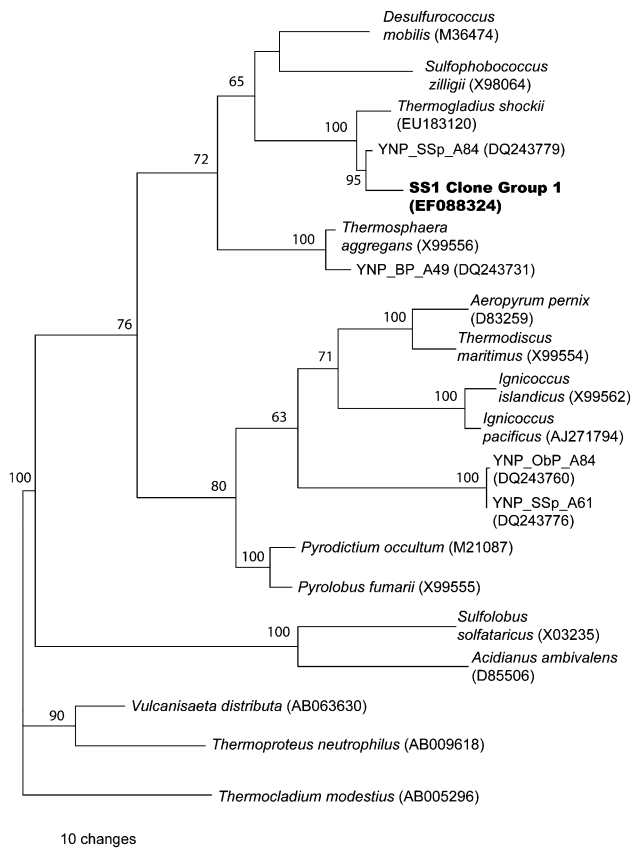 Desulfurococcus
mobilis (M36474)
65
Sulfophobococcus
zilligii (X98064)
Thermogladius shockii
(EU183120)
100
YNP_SSp_A84 (DQ243779)
72
95
SS1 Clone Group 1
(EF088324)
Thermosphaera
aggregans (X99556)
100
YNP_BP_A49 (DQ243731)
Aeropyrum pernix
(D83259)
100
76
Thermodiscus
maritimus (X99554)
71
Ignicoccus
islandicus (X99562)
100
Ignicoccus
pacificus (AJ271794)
63
YNP_ObP_A84
(DQ243760)
100
80
YNP_SSp_A61
(DQ243776)
100
Pyrodictium occultum (M21087)
100
Pyrolobus fumarii (X99555)
Sulfolobus
solfataricus (X03235)
100
Acidianus ambivalens
(D85506)
Vulcanisaeta distributa (AB063630)
90
Thermoproteus neutrophilus (AB009618)
Thermocladium modestius (AB005296)
10 changes